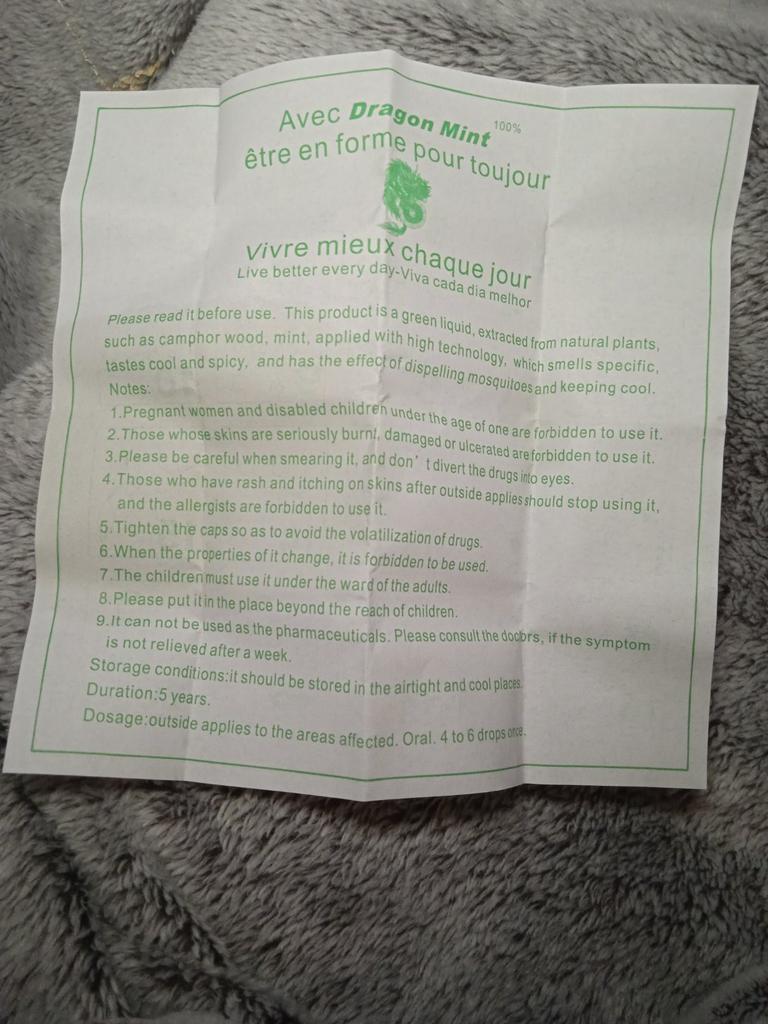 Avec Dragon Mint 100%
être en forme pour toujour
Vivre mieux chaque jour
Live better every day-Viva cada dia melhor
Please read it before use. This product is a green liquid, extracted from natural plants,
such as camphor wood, mint, applied with high technology, which smells specific,
tastes cool and spicy, and has the effect of dispelling mosquitoes and keeping cool.
Notes:
1.Pregnant women and disabled children under the age of one are forbidden to use it.
2.Those whose skins are seriously burnt, damaged or ulcerated are forbidden to use it.
3.Please be careful when smearing it, and don't divert the drugs into eyes.
4.Those who have rash and itching on skins after outside applies should stop using it,
and the allergists are forbidden to use it.
5.Tighten the caps so as to avoid the volatilization of drugs.
6.When the properties of it change, it is forbidden to be used.
7.The children must use it under the ward of the adults.
8.Please put it in the place beyond the reach of children.
9.It can not be used as the pharmaceuticals. Please consult the doctors, if the symptom
is not relieved after a week.
Storage conditions:it should be stored in the airtight and cool places.
Duration:5 years.
Dosage:outside applies to the areas affected. Oral. 4 to 6 drops once.